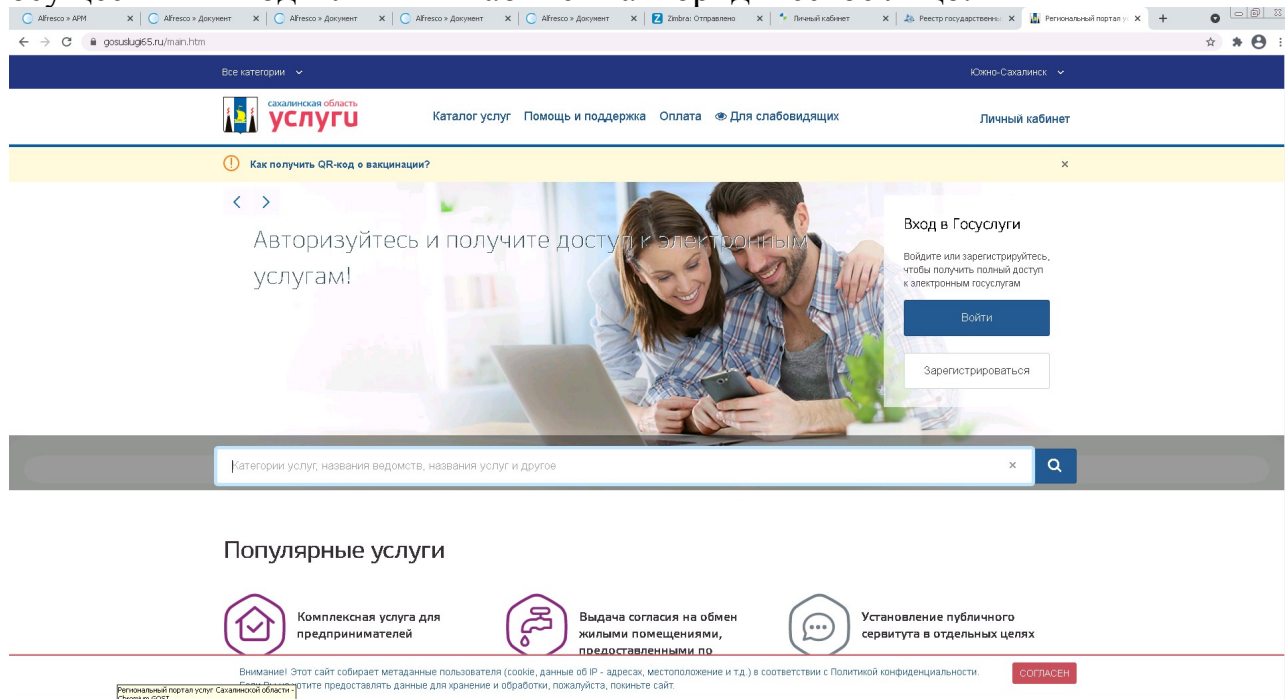 Alfresco » АРМ
Alfresco » Документ
Alfresco » Документ
Alfresco » Документ
Alfresco » Документ
Zimbra: Отправлено
Личный кабинет
Реестр государственны
Региональный портал у
gosuslugi65.ru/main.htm
Все категории
Южно-Сахалинск
сахалинская область
услуги
Каталог услуг Помощь и поддержка Оплата Для слабовидящих
Личный кабинет
Как получить QR-код о вакцинации?
Авторизуйтесь и получите доступ к электронным
услугам!
Вход в Госуслуги
Войдите или зарегистрируйтесь,
чтобы получить полный доступ
к электронным госуслугам
Войти
Зарегистрироваться
Категории услуг, названия ведомств, названия услуг и другое
Популярные услуги
Комплексная услуга для
предпринимателей
Выдача согласия на обмен
жилыми помещениями,
предоставленными по
Установление публичного
сервитута в отдельных целях
Внимание! Этот сайт собирает метаданные пользователя (cookie, данные об IP - адресах, местоположение и т.д.) в соответствии с Политикой конфиденциальности.
хотите предоставлять данные для хранения и обработки, пожалуйста, покиньте сайт.
СОГЛАСЕН
Региональный портал услуг Сахалинской области -
Chromium GOST